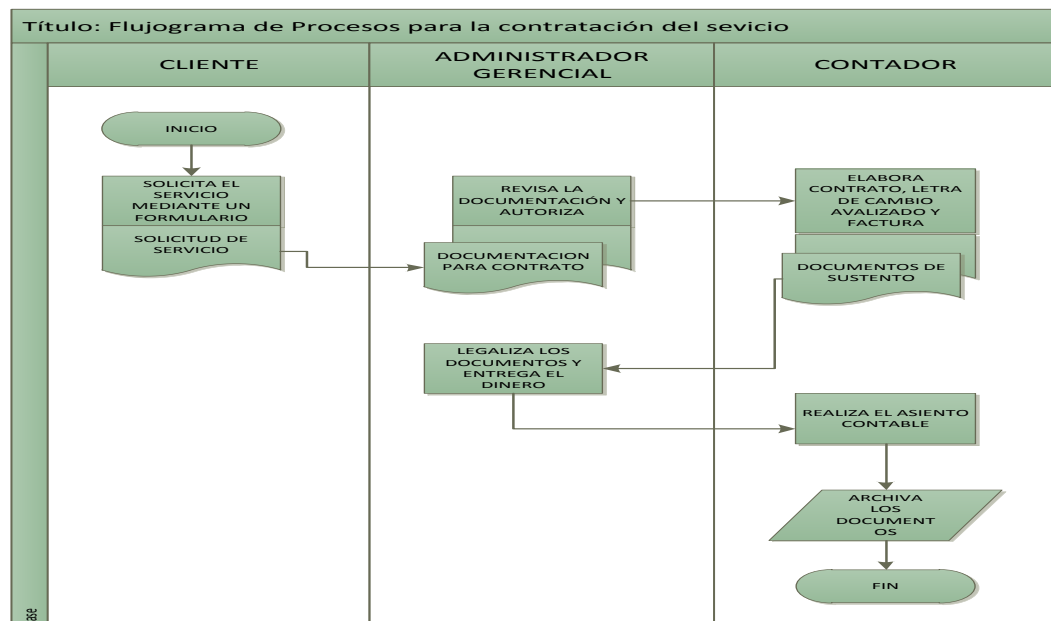 Título: Flujograma de Procesos para la contratación del sevicio
CLIENTE
ADMINISTRADOR
GERENCIAL
CONTADOR
INICIO
SOLICITA EL
SERVICIO
MEDIANTE UN
FORMULARIO
SOLICITUD DE
SERVICIO
REVISA LA
DOCUMENTACIÓN Y
AUTORIZA
DOCUMENTACION
PARA CONTRATO
ELABORA
CONTRATO, LETRA
DE CAMBIO
AVALIZADO Y
FACTURA
DOCUMENTOS DE
SUSTENTO
LEGALIZA LOS
DOCUMENTOS Y
ENTREGA EL
DINERO
REALIZA EL ASIENTO
CONTABLE
ARCHIVA
LOS
DOCUMENT
OS
FIN